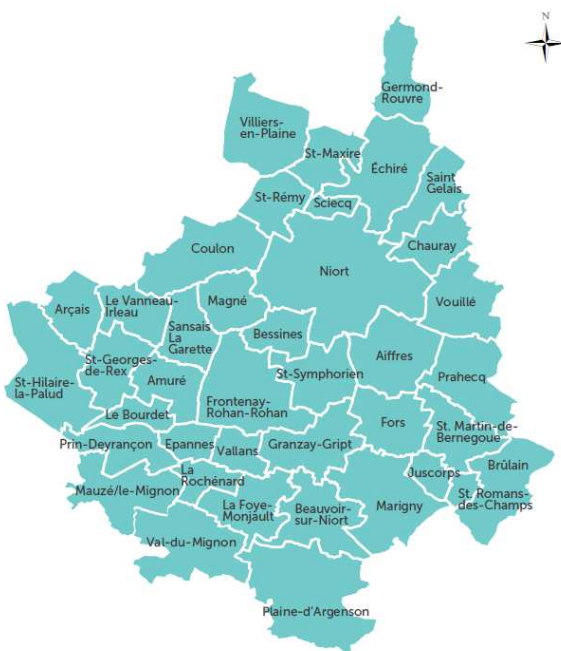 N
Germond-
Rouvre
Villiers-
en-Plaine
St-Maxire
Échiré
Saint
Gelais
St-Rémy
Sciecq
Chauray
Coulon
Niort
Vouillé
Arçais
Le Vanneau-
Irleau
Magné
Sansais
La
Garette
Bessines
Aiffres
St-Georges-
de-Rex
Amuré
St-Symphorien
Prahecq
St-Hilaire-
la-Palud
Le Bourdet
Frontenay-
Rohan-Rohan
Fors
St. Martin-de-
Bernegoue
Prin-Deyrançon
Epannes
Vallans
Granzay-Gript
Juscorps
Brûlain
La
Rochénard
Mauzé/le-Mignon
La Foye-
Monjault
Beauvoir-
sur-Niort
Marigny
St. Romans-
des-Champs
Val-du-Mignon
Plaine-d'Argenson